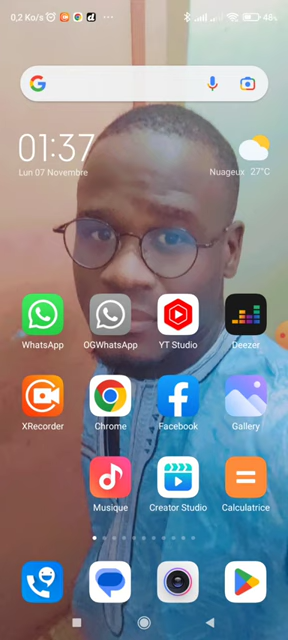 0,2 Ko/s
48%
01:37
Lun 07 Novembre
Nuageux 27°C
WhatsApp
OGWhatsApp
YT Studio
Deezer
XRecorder
Chrome
Facebook
Gallery
Musique
Creator Studio
Calculatrice